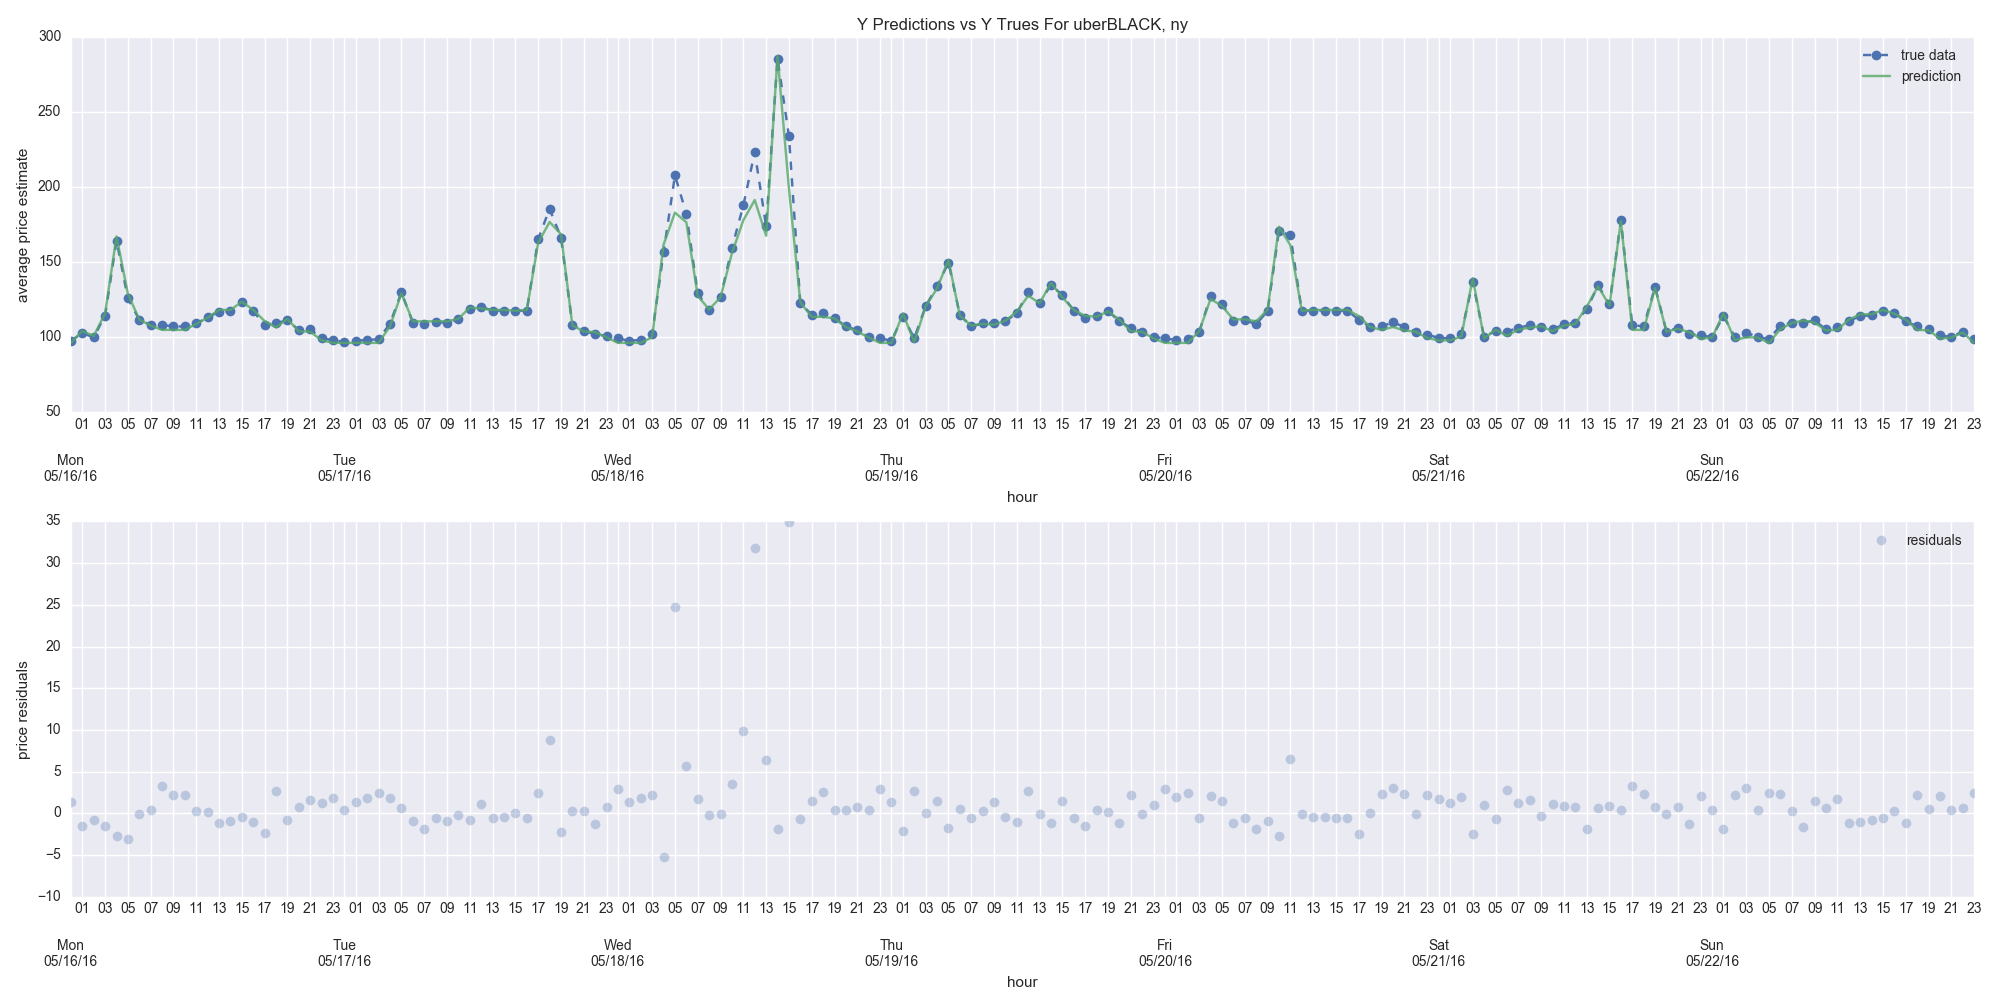 Y Predictions vs Y Trues For uberBLACK, ny
true data
prediction
average price estimate
300
250
200
150
100
50
01 03 05 07 09 11 13 15 17 19 21 23 01 03 05 07 09 11 13 15 17 19 21 23 01 03 05 07 09 11 13 15 17 19 21 23 01 03 05 07 09 11 13 15 17 19 21 23 01 03 05 07 09 11 13 15 17 19 21 23 01 03 05 07 09 11 13 15 17 19 21 23 01 03 05 07 09 11 13 15 17 19 21 23
Mon Tue Wed Thu Fri Sat Sun
05/16/16 05/17/16 05/18/16 05/19/16 05/20/16 05/21/16 05/22/16
hour
residuals
price residuals
35
30
25
20
15
10
5
0
−5
−10
01 03 05 07 09 11 13 15 17 19 21 23 01 03 05 07 09 11 13 15 17 19 21 23 01 03 05 07 09 11 13 15 17 19 21 23 01 03 05 07 09 11 13 15 17 19 21 23 01 03 05 07 09 11 13 15 17 19 21 23 01 03 05 07 09 11 13 15 17 19 21 23 01 03 05 07 09 11 13 15 17 19 21 23
Mon Tue Wed Thu Fri Sat Sun
05/16/16 05/17/16 05/18/16 05/19/16 05/20/16 05/21/16 05/22/16
hour